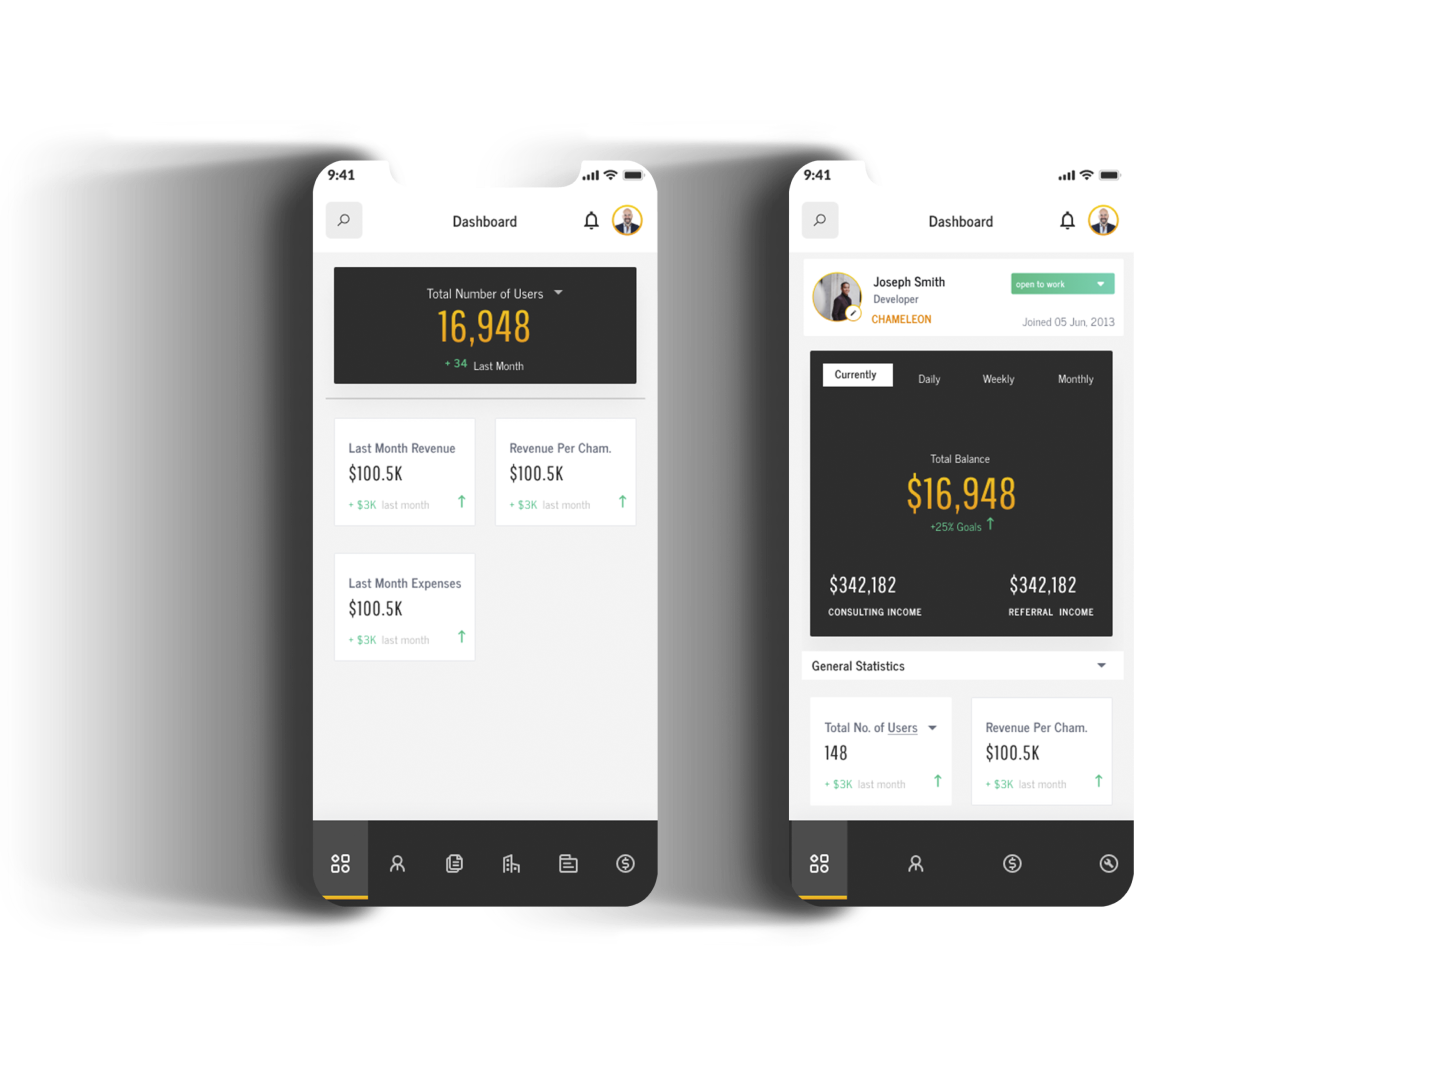 9:41
Dashboard
Total Number of Users
16,948
+ 34 Last Month
Last Month Revenue
$100.5K
+ $3K last month
Revenue Per Cham.
$100.5K
+ $3K last month
Last Month Expenses
$100.5K
+ $3K last month
9:41
Dashboard
Joseph Smith
Developer
CHAMELEON
open to work
Joined 05 Jun, 2013
Currently
Daily
Weekly
Monthly
Total Balance
$16,948
+25% Goals
$342,182
CONSULTING INCOME
$342,182
REFERRAL INCOME
General Statistics
Total No. of Users
148
+ $3K last month
Revenue Per Cham.
$100.5K
+ $3K last month